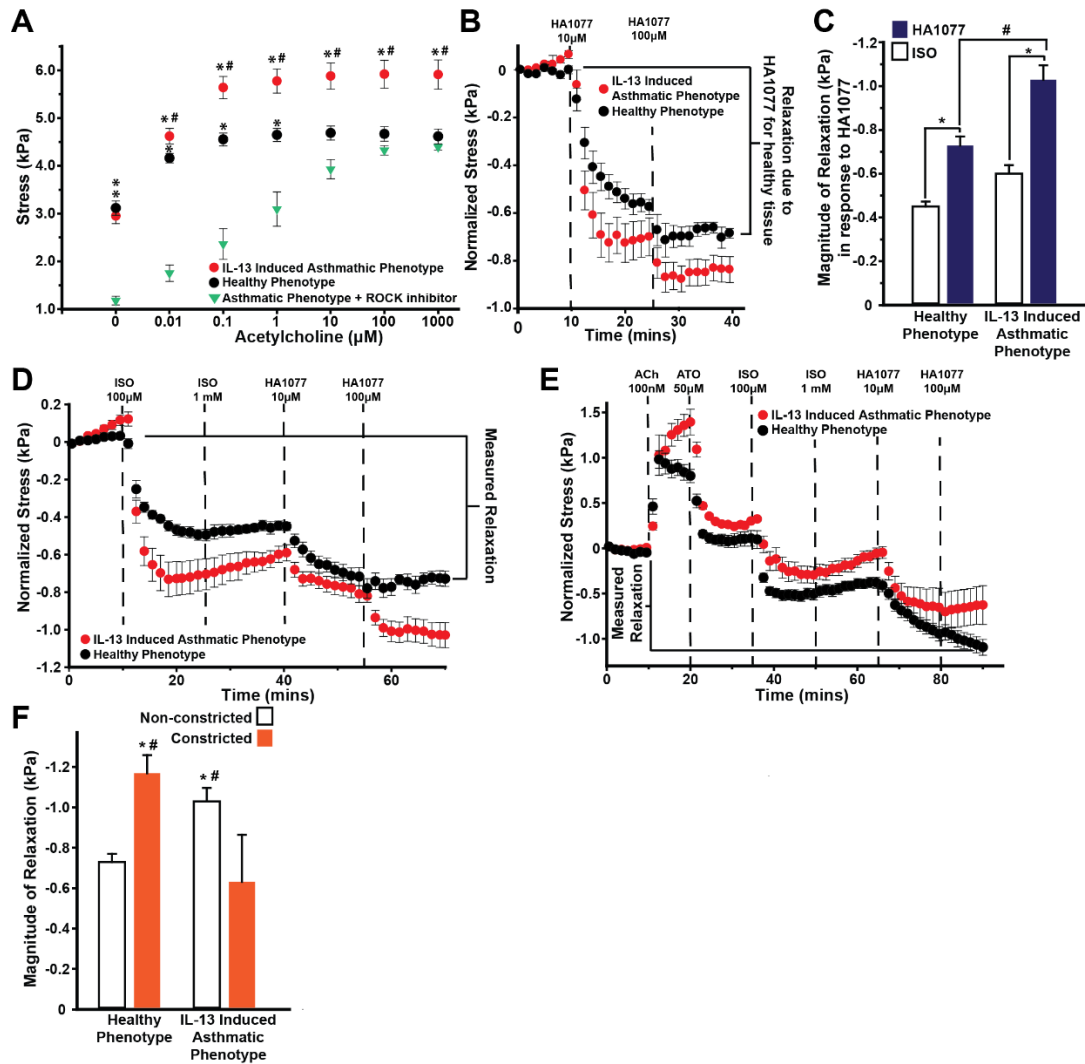 A
Stress (kPa)
6.0
5.0
4.0
3.0
2.0
1.0
*#
*#
*#
*#
*#
*#
*
*
*
*
*
0
0.01
0.1
1
10
100
1000
Acetylcholine (µM)
IL-13 Induced Asthmathic Phenotype
Healthy Phenotype
Asthmatic Phenotype + ROCK inhibitor
B
HA1077
10µM
HA1077
100µM
Normalized Stress (kPa)
0
-0.2
-0.4
-0.6
-0.8
-1.0
IL-13 Induced
Asthmatic Phenotype
Healthy Phenotype
Relaxation due to
HA1077 for healthy
tissue
0
10
20
30
40
Time (mins)
C
HA1077
ISO
Magnitude of Relaxation (kPa)
in response to HA1077
-1.2
-1.0
-0.8
-0.6
-0.4
-0.2
0
#
*
*
Healthy
Phenotype
IL-13 Induced
Asthmatic
Phenotype
D
ISO
100µM
ISO
1 mM
HA1077
10µM
HA1077
100µM
Normalized Stress (kPa)
0.2
0
-0.2
-0.4
-0.6
-0.8
-1.0
-1.2
Measured Relaxation
IL-13 Induced Asthmatic Phenotype
Healthy Phenotype
0
20
40
60
Time (mins)
E
ACh
100nM
ATO
50µM
ISO
100µM
ISO
1 mM
HA1077
10µM
HA1077
100µM
IL-13 Induced Asthmatic Phenotype
Healthy Phenotype
Normalized Stress (kPa)
1.5
1.0
0.5
0
-0.5
-1.0
Measured
Relaxation
0
20
40
60
80
Time (mins)
F
Non-constricted
Constricted
Magnitude of Relaxation (kPa)
-1.2
-1.0
-0.8
-0.6
-0.4
-0.2
0
*#
*#
Healthy
Phenotype
IL-13 Induced
Asthmatic
Phenotype